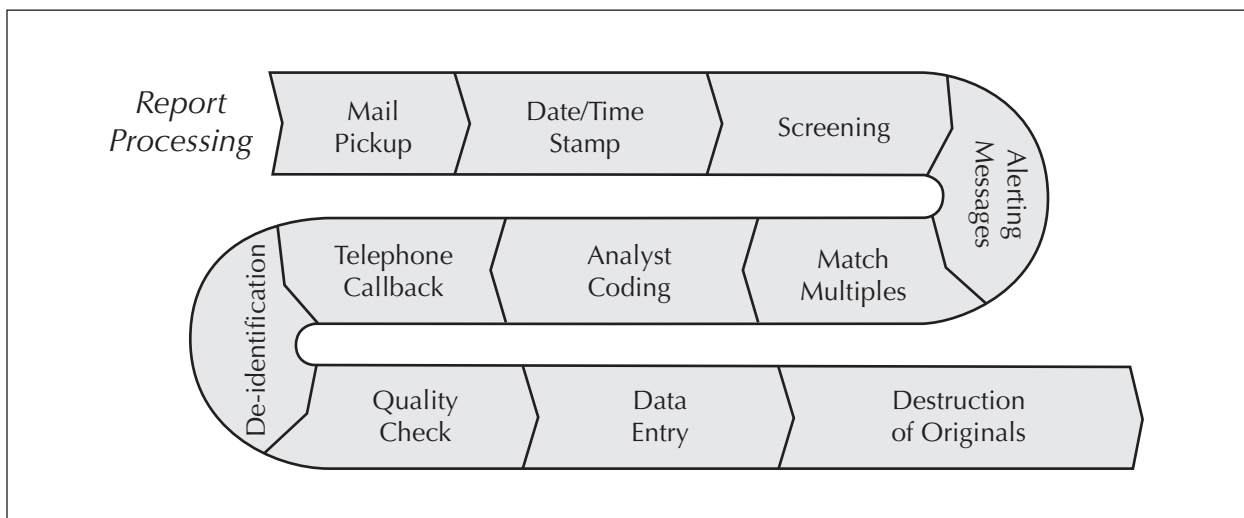 Report
Processing
Mail
Pickup
Date/Time
Stamp
Screening
Alerting
Messages
Match
Multiples
Analyst
Coding
Telephone
Callback
De-identification
Quality
Check
Data
Entry
Destruction
of Originals